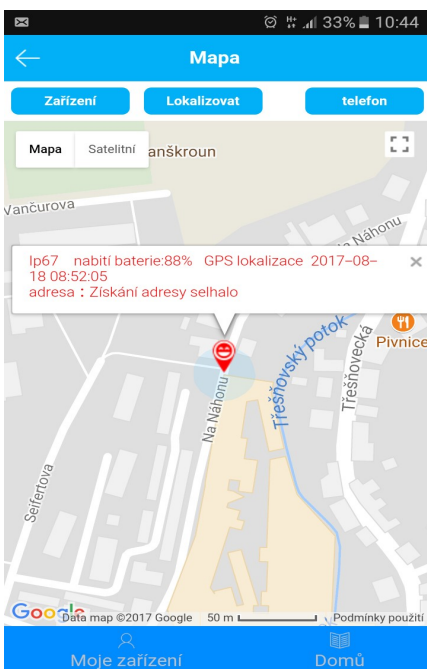 33% 10:44
Mapa
Zařízení Lokalizovat telefon
Mapa Satelitní anškroun
Vančurova
Náhonu
Ip67 nabití baterie:88% GPS lokalizace 2017-08-
18 08:52:05
adresa：Získání adresy selhalo
Pivnice
Třešňovský potok
Třešňovecká
Na Náhonu
Seifertova
Google Data map ©2017 Google 50 m Podmínky použití
Moje zařízení Domů